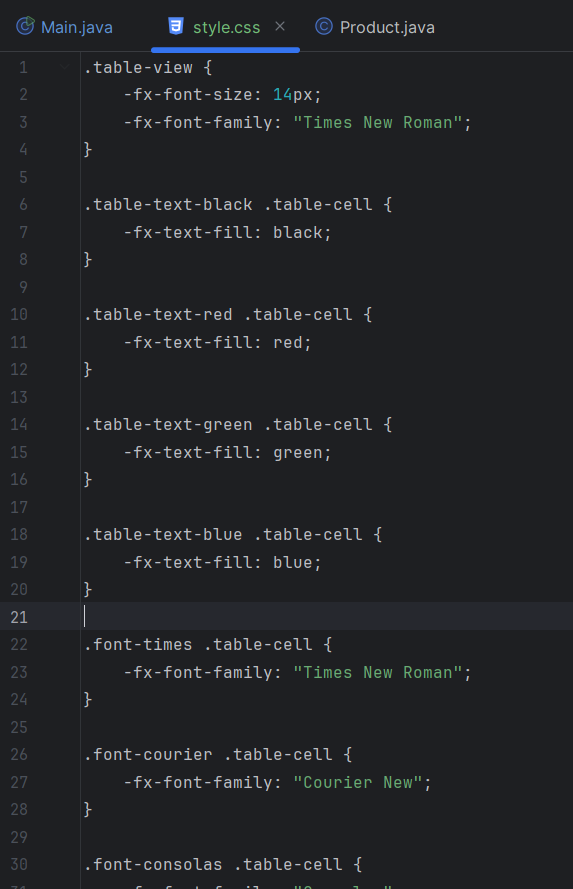 Main.java style.css Product.java
1 .table-view {
2 -fx-font-size: 14px;
3 -fx-font-family: "Times New Roman";
4 }
5
6 .table-text-black .table-cell {
7 -fx-text-fill: black;
8 }
9
10 .table-text-red .table-cell {
11 -fx-text-fill: red;
12 }
13
14 .table-text-green .table-cell {
15 -fx-text-fill: green;
16 }
17
18 .table-text-blue .table-cell {
19 -fx-text-fill: blue;
20 }
21
22 .font-times .table-cell {
23 -fx-font-family: "Times New Roman";
24 }
25
26 .font-courier .table-cell {
27 -fx-font-family: "Courier New";
28 }
29
30 .font-consolas .table-cell {